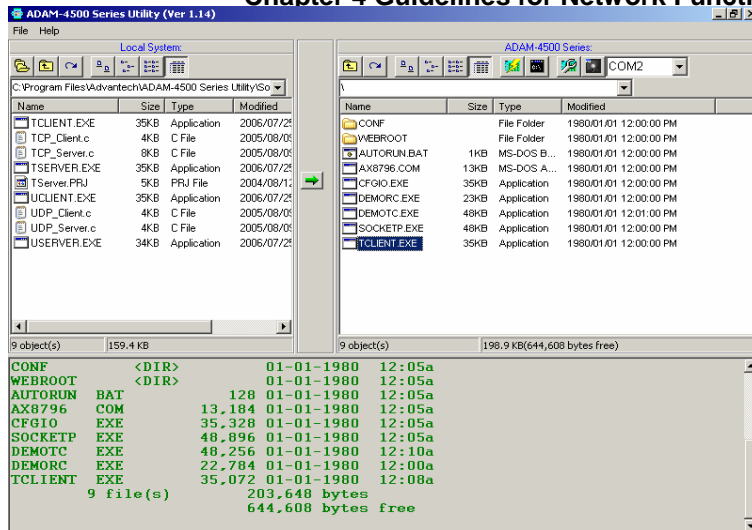 Chapter 4 Guidelines for Network Functi
ADAM-4500 Series Utility (Ver 1.14)
File Help
Local System:
C:\Program Files\Advantech\ADAM-4500 Series Utility\So
Name Size Type Modified
TCLIENT.EXE 35KB Application 2006/07/25
TCP_Client.c 4KB C File 2005/08/09
TCP_Server.c 8KB C File 2005/08/09
TSERVER.EXE 35KB Application 2006/07/25
TServer.PRJ 5KB PRJ File 2004/08/12
UCLIENT.EXE 35KB Application 2006/07/25
UDP_Client.c 4KB C File 2005/08/09
UDP_Server.c 4KB C File 2005/08/09
USERVER.EXE 34KB Application 2006/07/25
9 object(s) 159.4 KB
ADAM-4500 Series:
COM2
\
Name Size Type Modified
CONF File Folder 1980/01/01 12:00:00 PM
WEBROOT File Folder 1980/01/01 12:00:00 PM
AUTORUN.BAT 1KB MS-DOS B... 1980/01/01 12:00:00 PM
AX8796.COM 13KB MS-DOS A... 1980/01/01 12:00:00 PM
CFGIO.EXE 35KB Application 1980/01/01 12:00:00 PM
DEMORC.EXE 23KB Application 1980/01/01 12:00:00 PM
DEMOTC.EXE 48KB Application 1980/01/01 12:01:00 PM
SOCKETP.EXE 48KB Application 1980/01/01 12:00:00 PM
TCLIENT.EXE 35KB Application 1980/01/01 12:00:00 PM
9 object(s) 198.9 KB(644,608 bytes free)
CONF <DIR> 01-01-1980 12:05a
WEBROOT <DIR> 01-01-1980 12:05a
AUTORUN BAT 128 01-01-1980 12:05a
AX8796 COM 13,184 01-01-1980 12:05a
CFGIO EXE 35,328 01-01-1980 12:05a
SOCKETP EXE 48,896 01-01-1980 12:05a
DEMOTC EXE 48,256 01-01-1980 12:10a
DEMORC EXE 22,784 01-01-1980 12:00a
TCLIENT EXE 35,072 01-01-1980 12:08a
9 file(s) 203,648 bytes
644,608 bytes free